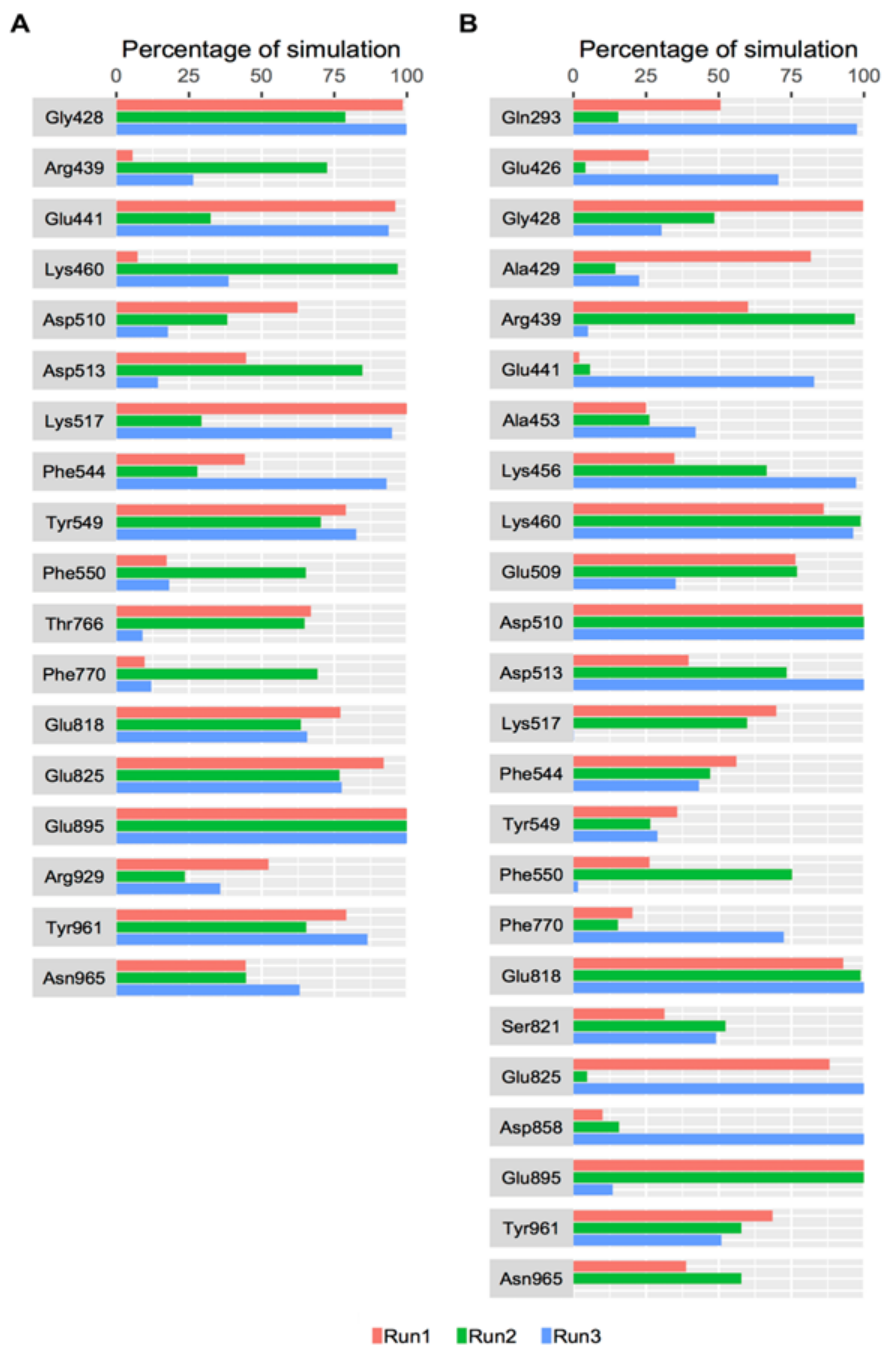 A
Percentage of simulation
0 25 50 75 100
Gly428
Arg439
Glu441
Lys460
Asp510
Asp513
Lys517
Phe544
Tyr549
Phe550
Thr766
Phe770
Glu818
Glu825
Glu895
Arg929
Tyr961
Asn965
B
Percentage of simulation
0 25 50 75 100
Gln293
Glu426
Gly428
Ala429
Arg439
Glu441
Ala453
Lys456
Lys460
Glu509
Asp510
Asp513
Lys517
Phe544
Tyr549
Phe550
Phe770
Glu818
Ser821
Glu825
Asp858
Glu895
Tyr961
Asn965
Run1 Run2 Run3